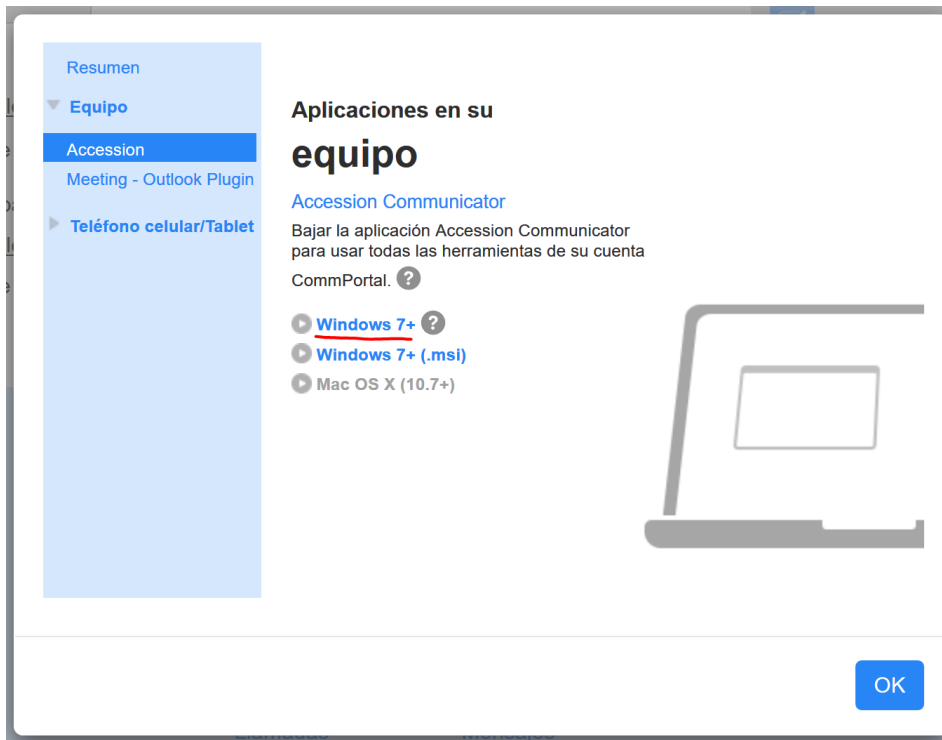 Resumen
Equipo
Accession
Meeting - Outlook Plugin
Teléfono celular/Tablet
Aplicaciones en su
equipo
Accession Communicator
Bajar la aplicación Accession Communicator
para usar todas las herramientas de su cuenta
CommPortal. ?
Windows 7+ ?
Windows 7+ (.msi)
Mac OS X (10.7+)
OK